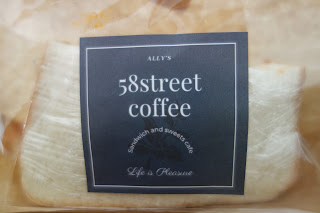 ALLY'S
58street
coffee
Sandwich and sweets cafe
Life is Pleasure